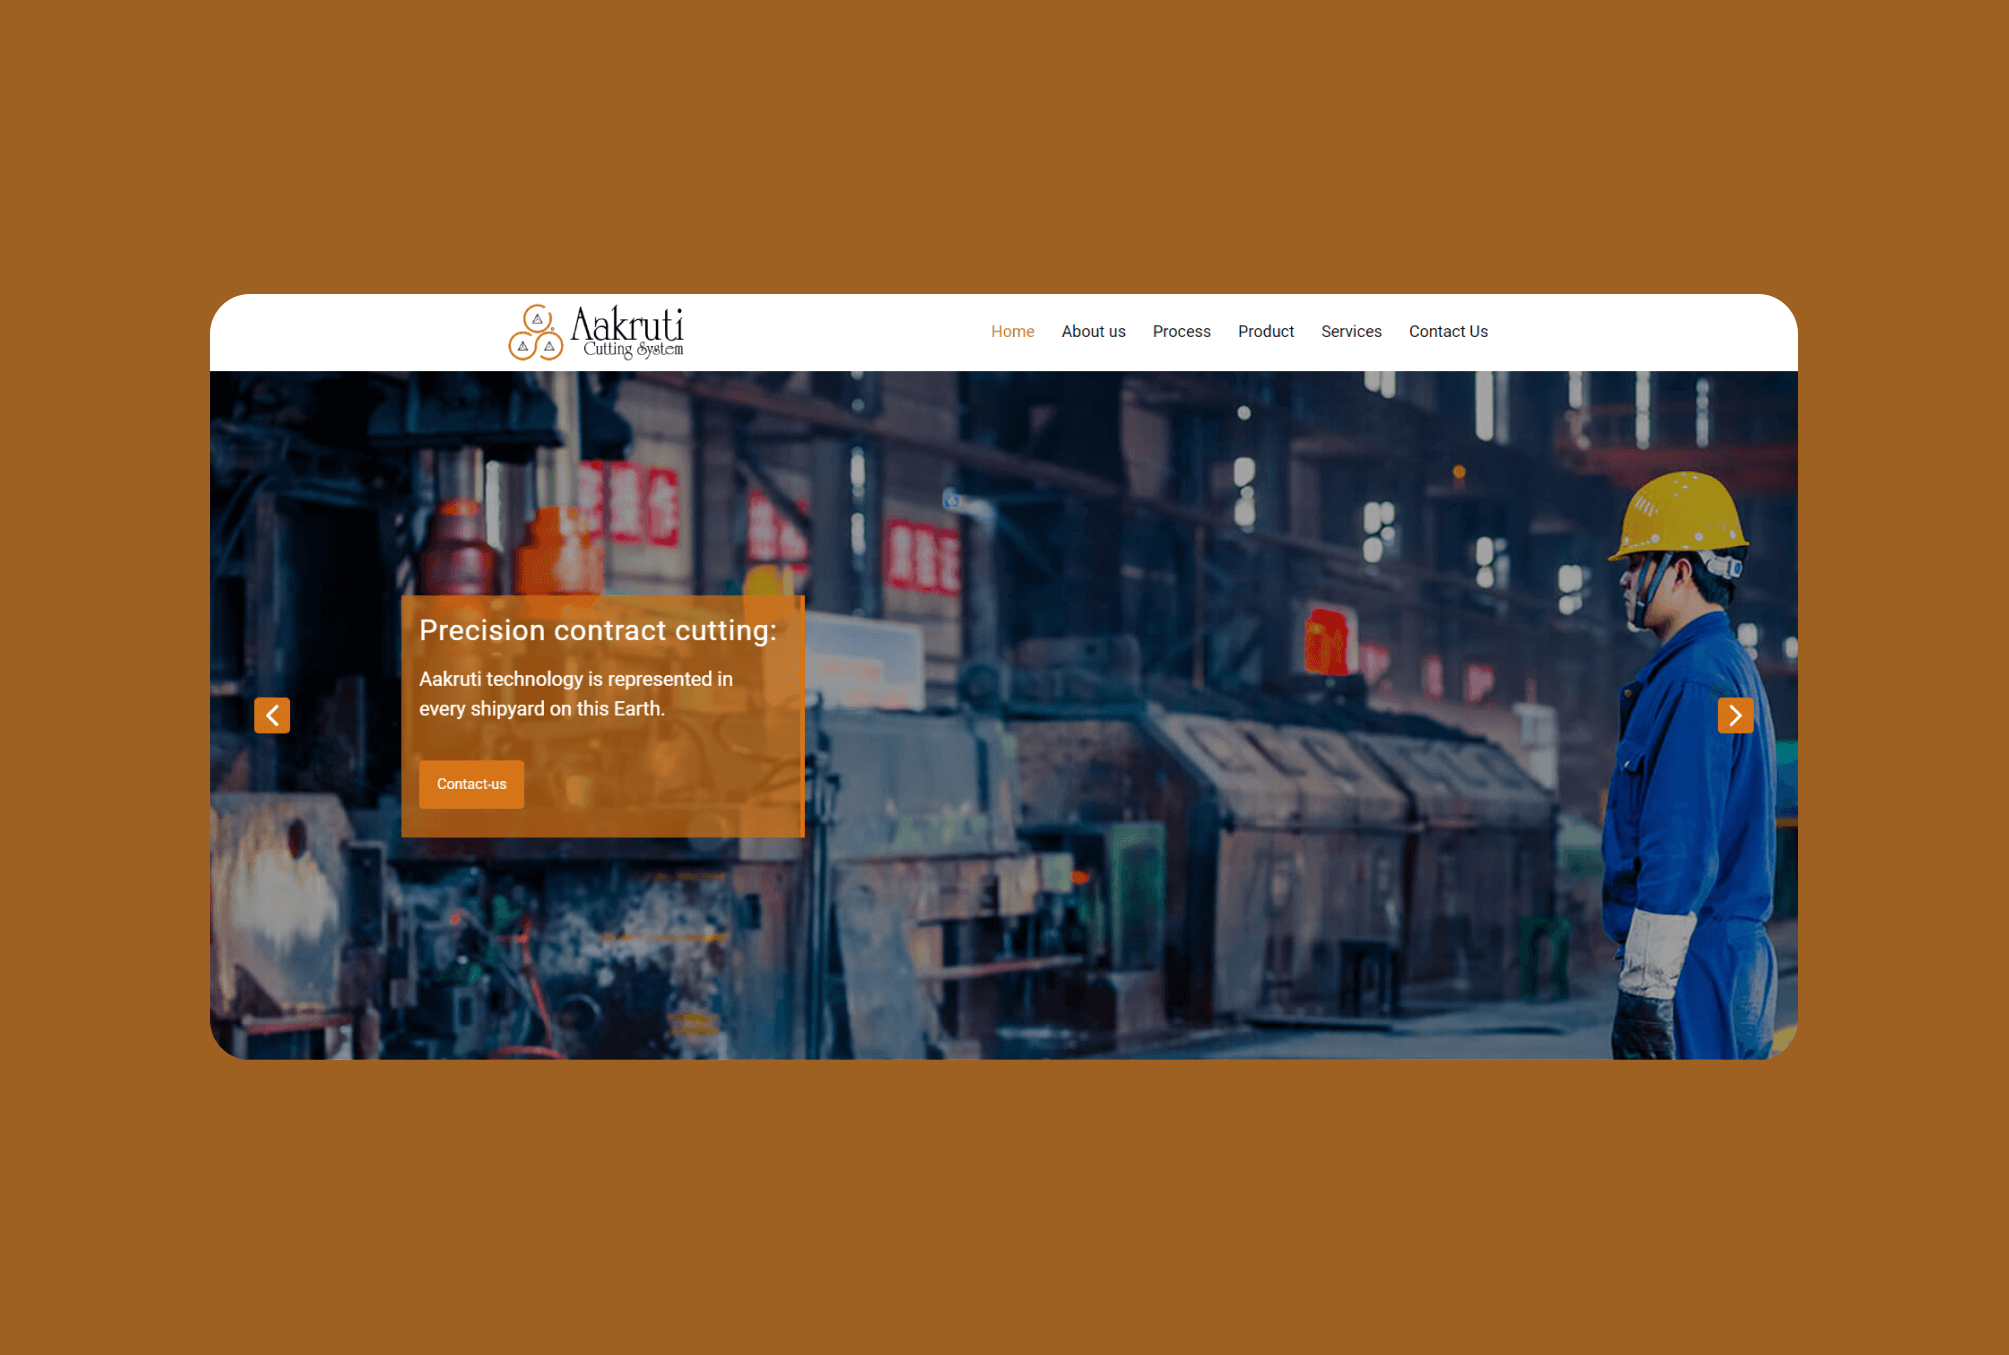 Aakruti
Cutting System
Home About us Process Product Services Contact Us
Precision contract cutting:
Aakruti technology is represented in
every shipyard on this Earth.
Contact-us